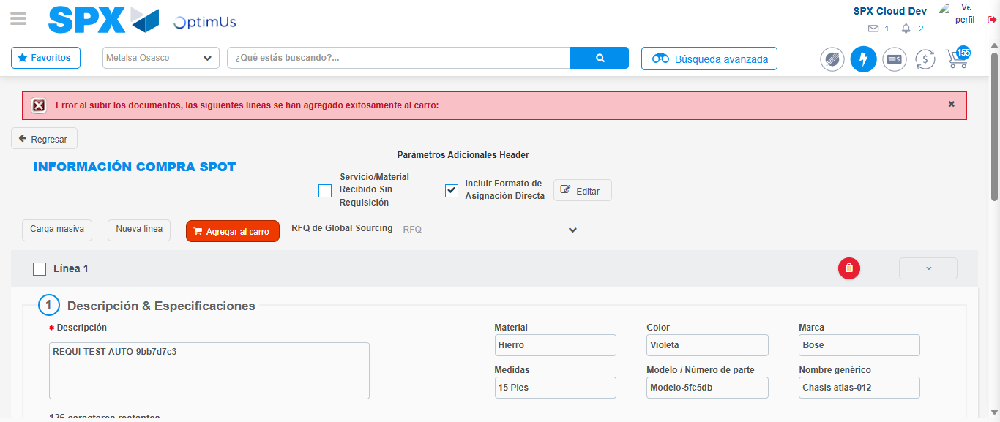 SPX
OptimUs
SPX Cloud Dev
Ve
perfil
1
2
Favoritos
Metalsa Osasco
¿Qué estás buscando?...
Búsqueda avanzada
155
Error al subir los documentos, las siguientes lineas se han agregado exitosamente al carro:
Regresar
INFORMACIÓN COMPRA SPOT
Parámetros Adicionales Header
Servicio/Material
Recibido Sin
Requisición
Incluir Formato de
Asignación Directa
Editar
Carga masiva
Nueva línea
Agregar al carro
RFQ de Global Sourcing
RFQ
Línea 1
1
Descripción & Especificaciones
* Descripción
REQUI-TEST-AUTO-9bb7d7c3
Material
Hierro
Color
Violeta
Marca
Bose
Medidas
15 Pies
Modelo / Número de parte
Modelo-5fc5db
Nombre genérico
Chasis atlas-012
126 caracteres restantes